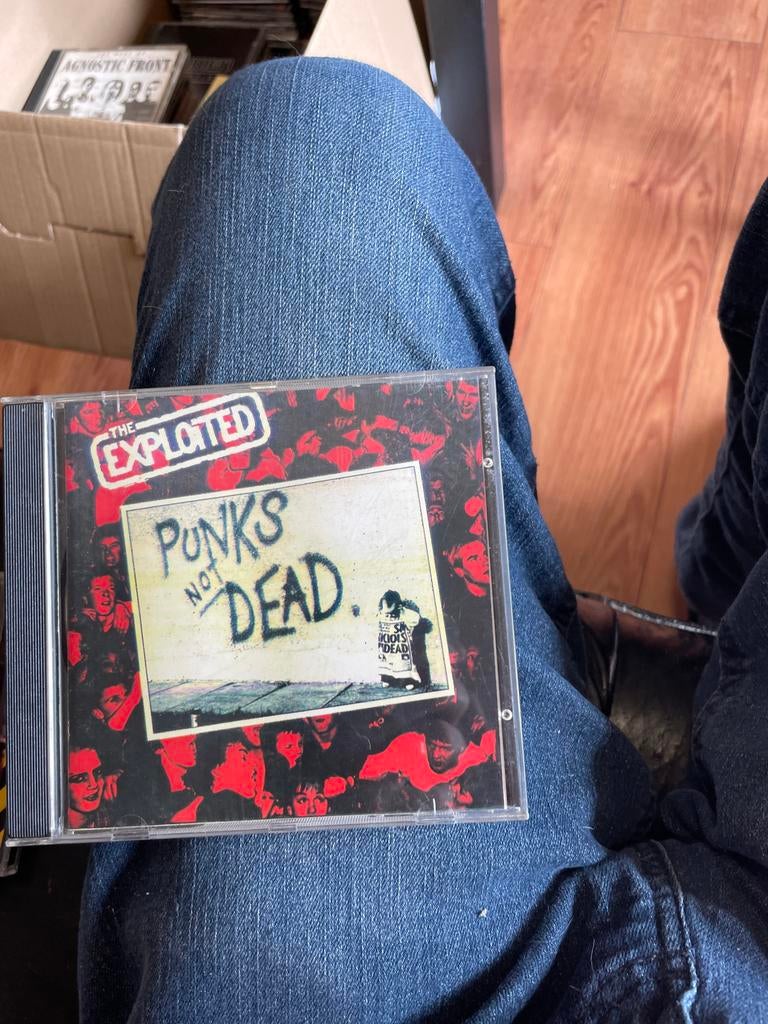 AGNOSTIC FRONT
THE
EXPLOITED
PUNKS
NOT
DEAD.